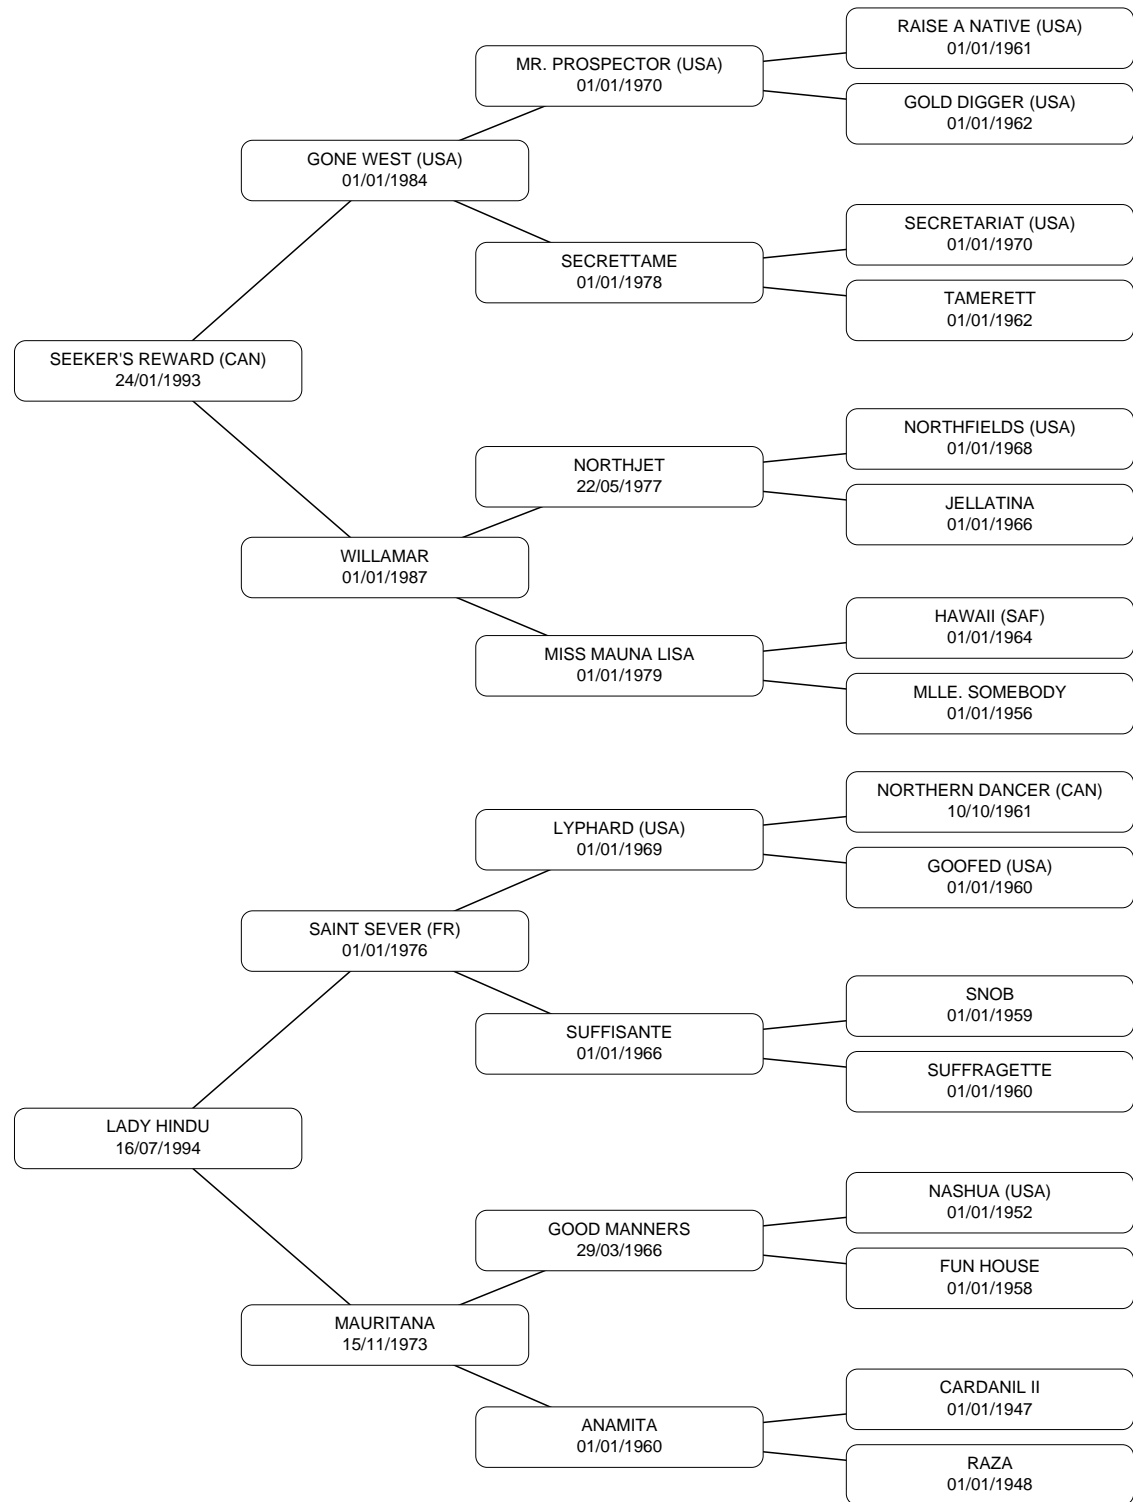 RAISE A NATIVE (USA)
01/01/1961
MR. PROSPECTOR (USA)
01/01/1970
GOLD DIGGER (USA)
01/01/1962
GONE WEST (USA)
01/01/1984
SECRETARIAT (USA)
01/01/1970
SECRETTAME
01/01/1978
TAMERETT
01/01/1962
SEEKER'S REWARD (CAN)
24/01/1993
NORTHFIELDS (USA)
01/01/1968
NORTHJET
22/05/1977
JELLATINA
01/01/1966
WILLAMAR
01/01/1987
HAWAII (SAF)
01/01/1964
MISS MAUNA LISA
01/01/1979
MLLE. SOMEBODY
01/01/1956
NORTHERN DANCER (CAN)
10/10/1961
LYPHARD (USA)
01/01/1969
GOOFED (USA)
01/01/1960
SAINT SEVER (FR)
01/01/1976
SNOB
01/01/1959
SUFFISANTE
01/01/1966
SUFFRAGETTE
01/01/1960
LADY HINDU
16/07/1994
NASHUA (USA)
01/01/1952
GOOD MANNERS
29/03/1966
FUN HOUSE
01/01/1958
MAURITANA
15/11/1973
CARDANIL II
01/01/1947
ANAMITA
01/01/1960
RAZA
01/01/1948